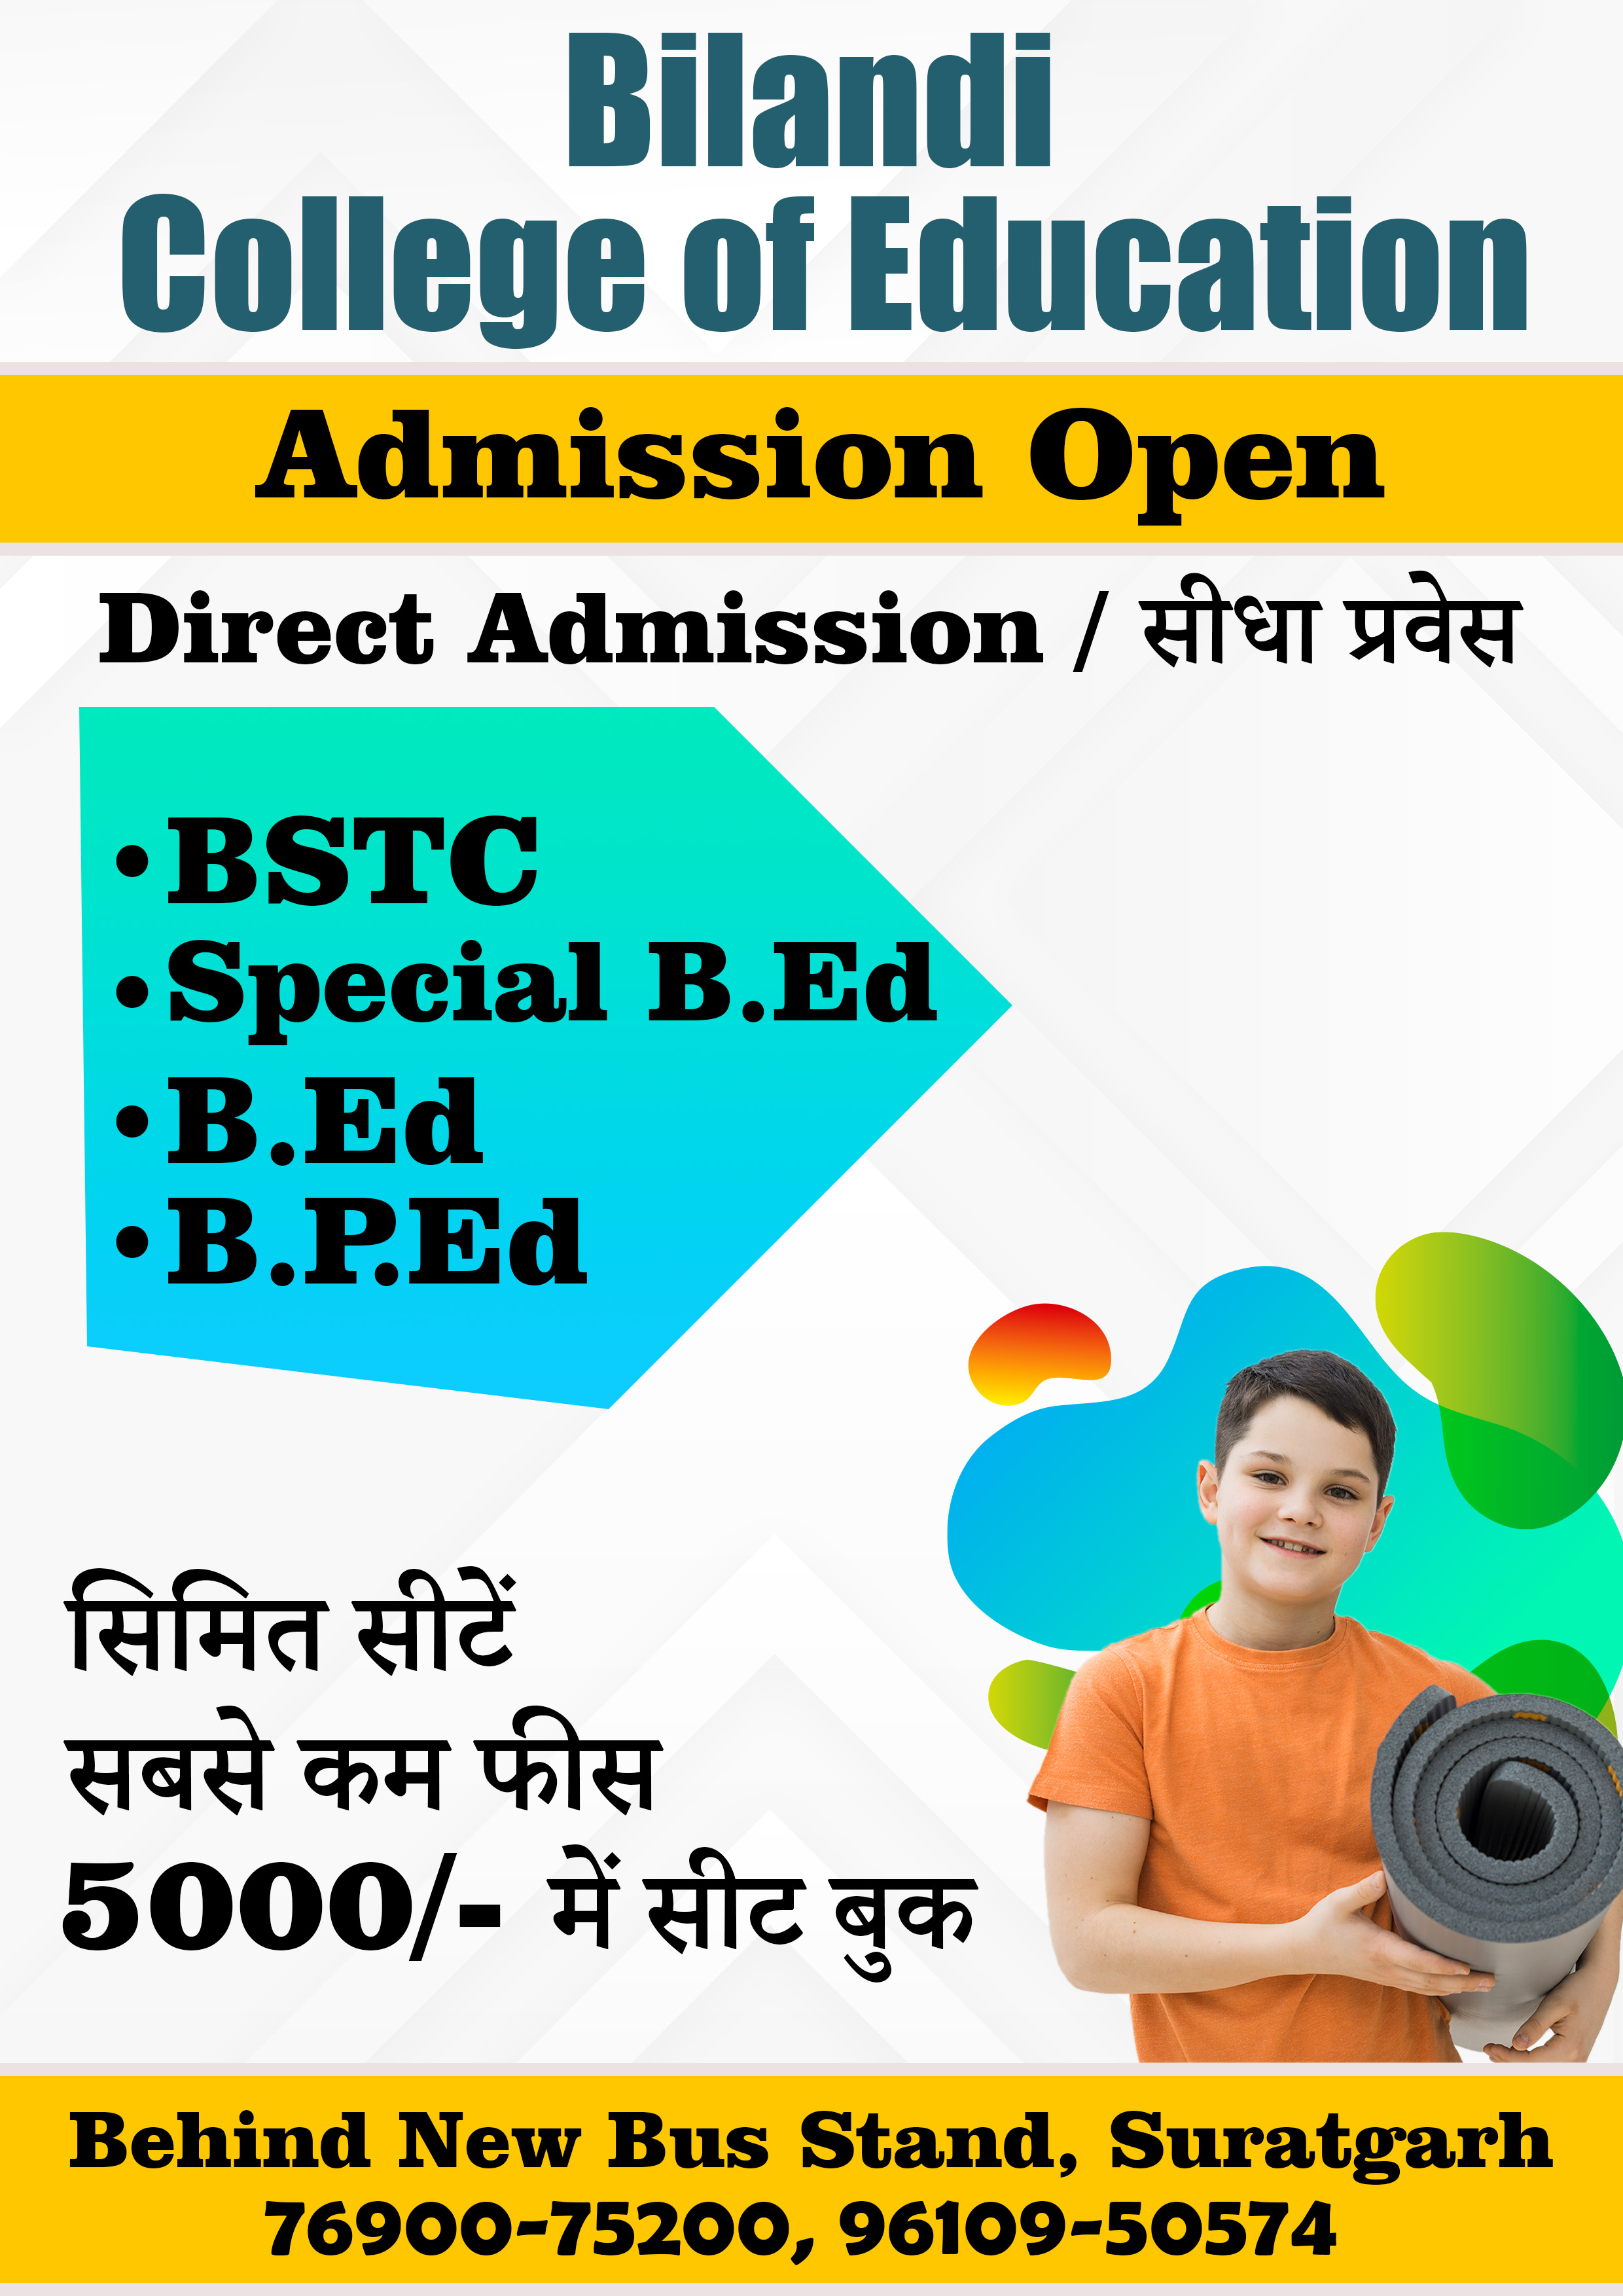 Bilandi
College of Education
Admission Open
Direct Admission / सीधा प्रवेस
• BSTC
• Special B.Ed
• B.Ed
• B.P.Ed
सिमित सीटें
सबसे कम फीस
5000/- में सीट बुक
Behind New Bus Stand, Suratgarh
76900-75200, 96109-50574